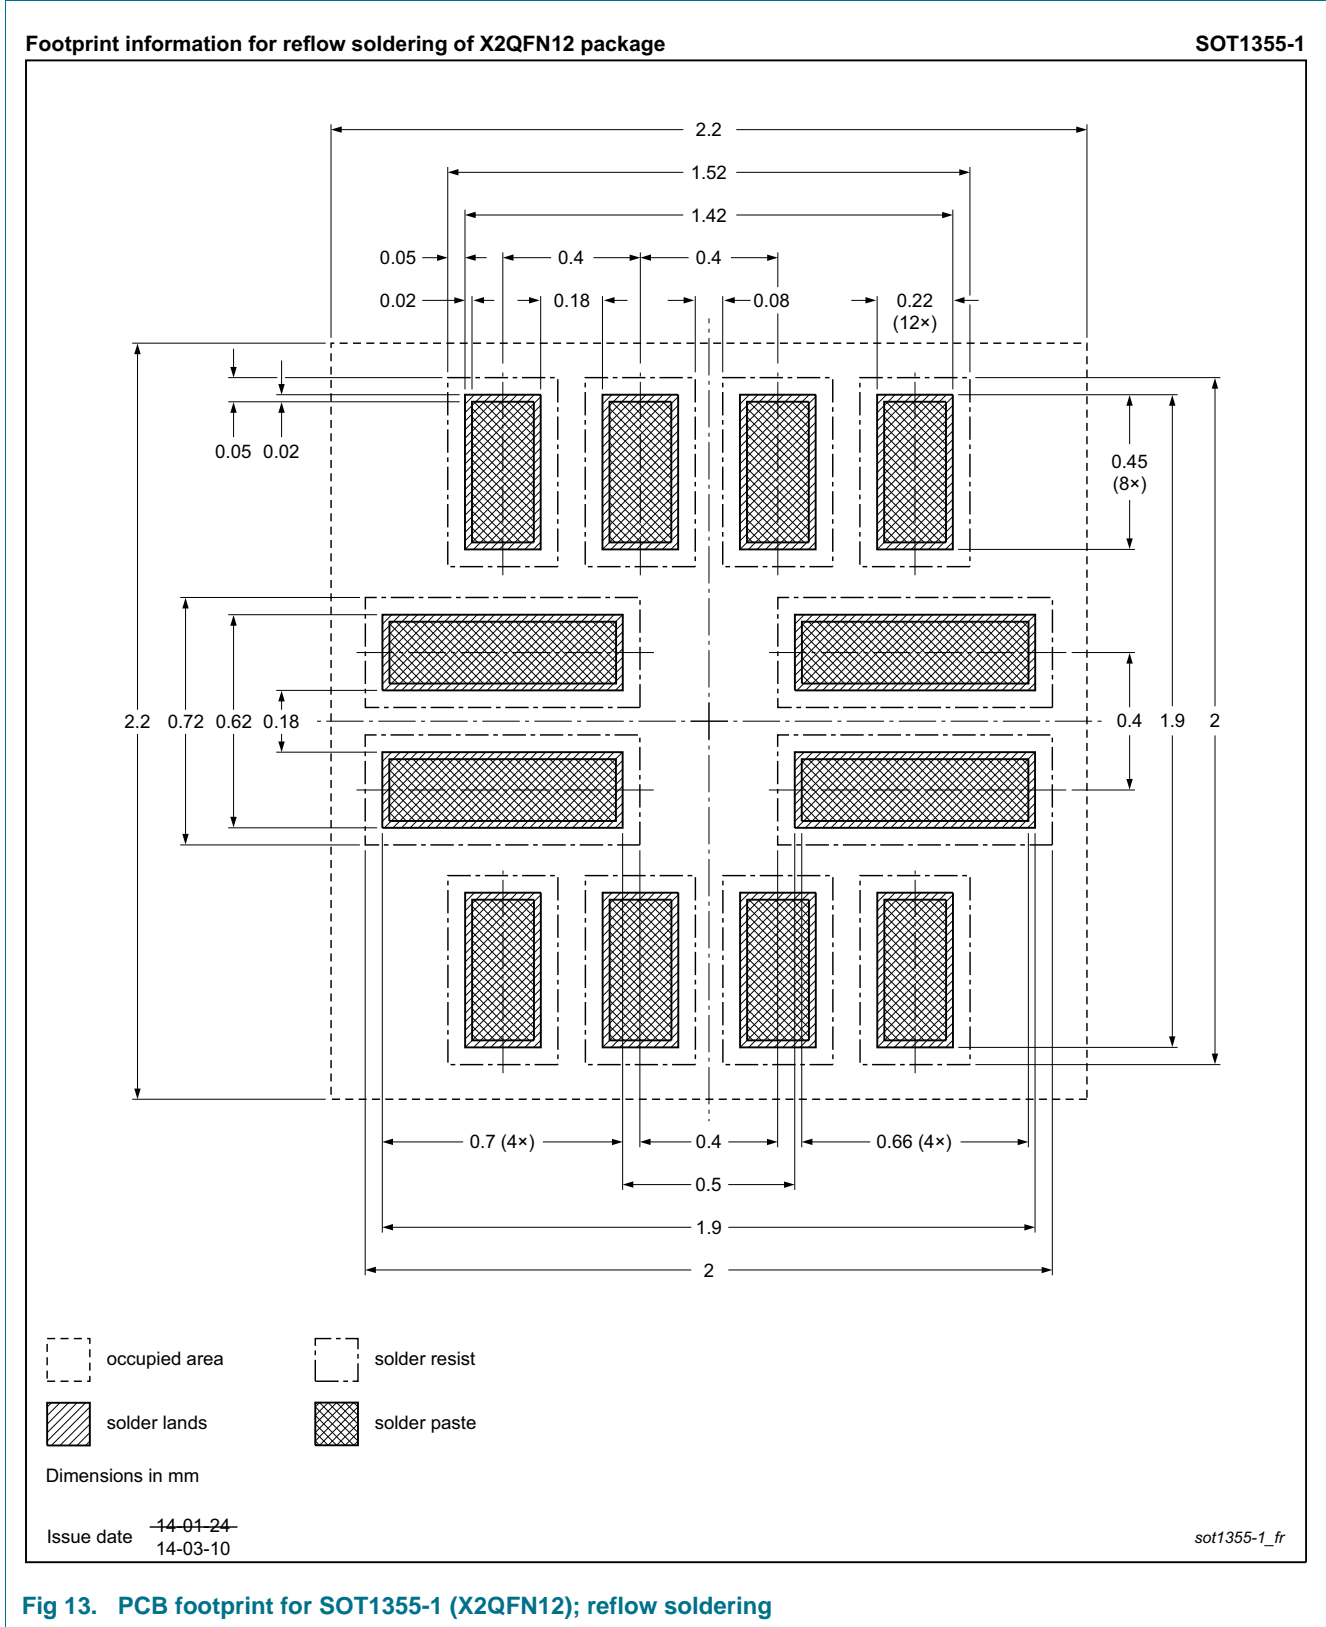 Footprint information for reflow soldering of X2QFN12 package SOT1355-1
2.2
1.52
1.42
0.05 0.4 0.4
0.02 0.18 0.08 0.22
(12×)
0.05 0.02 0.45
(8×)
2.2 0.72 0.62 0.18 0.4 1.9 2
0.7 (4×) 0.4 0.66 (4×)
0.5
1.9
2
occupied area solder resist
solder lands solder paste
Dimensions in mm
Issue date 14-01-24
14-03-10
sot1355-1_fr
Fig 13. PCB footprint for SOT1355-1 (X2QFN12); reflow soldering